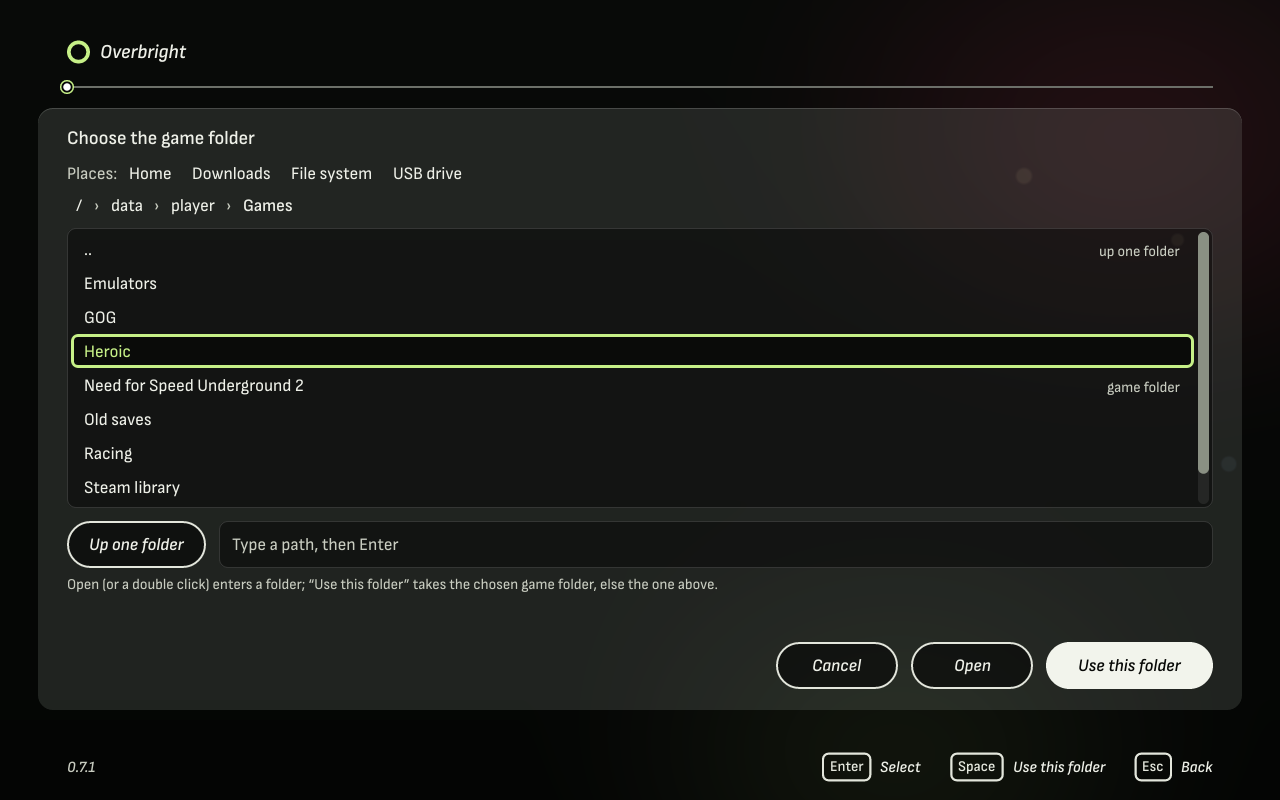 Overbright
Choose the game folder
Places: Home Downloads File system USB drive
/ › data › player › Games
.. up one folder
Emulators
GOG
Heroic
Need for Speed Underground 2 game folder
Old saves
Racing
Steam library
Up one folder Type a path, then Enter
Open (or a double click) enters a folder; “Use this folder” takes the chosen game folder, else the one above.
Cancel Open Use this folder
0.7.1 Enter Select Space Use this folder Esc Back